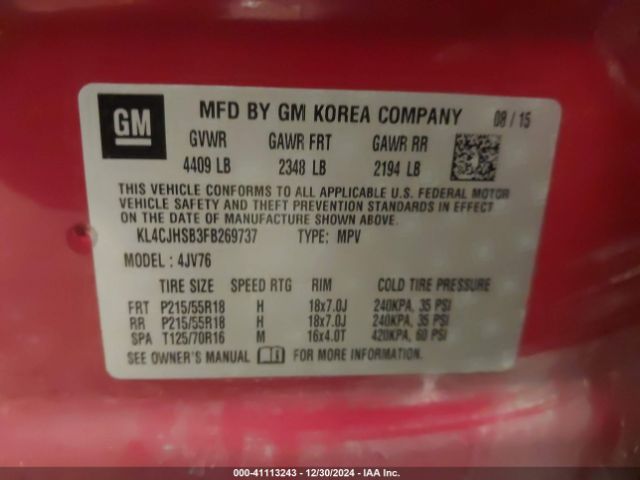 GM MFD BY GM KOREA COMPANY 08 / 15
GVWR GAWR FRT GAWR RR
4409 LB 2348 LB 2194 LB
THIS VEHICLE CONFORMS TO ALL APPLICABLE U.S. FEDERAL MOTOR
VEHICLE SAFETY AND THEFT PREVENTION STANDARDS IN EFFECT
ON THE DATE OF MANUFACTURE SHOWN ABOVE.
KL4CJHSB3FB269737 TYPE: MPV
MODEL : 4JV76
TIRE SIZE SPEED RTG RIM COLD TIRE PRESSURE
FRT P215/55R18 H 18x7.0J 240KPA, 35 PSI
RR P215/55R18 H 18x7.0J 240KPA, 35 PSI
SPA T125/70R16 M 16x4.0T 420KPA, 60 PSI
SEE OWNER'S MANUAL FOR MORE INFORMATION.
000-41113243 - 12/30/2024 - IAA Inc.